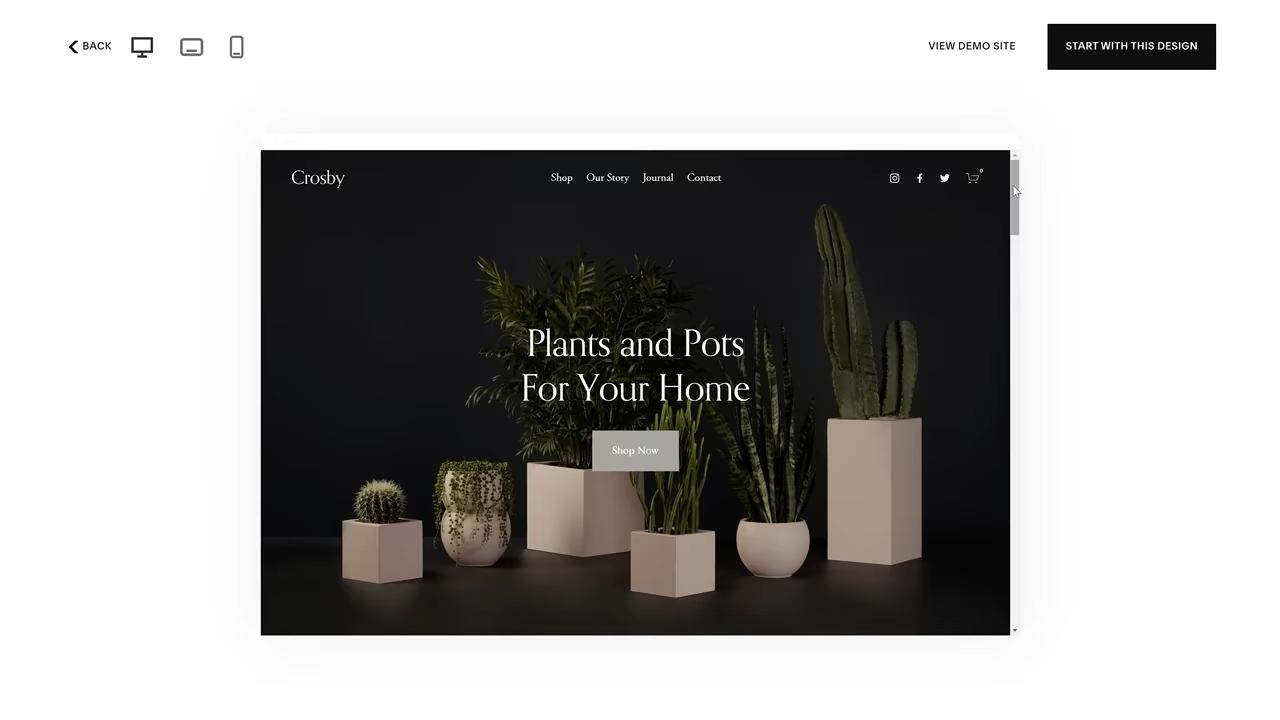 BACK
VIEW DEMO SITE
START WITH THIS DESIGN
Crosby
Shop Our Story Journal Contact
0
Plants and Pots
For Your Home
Shop Now